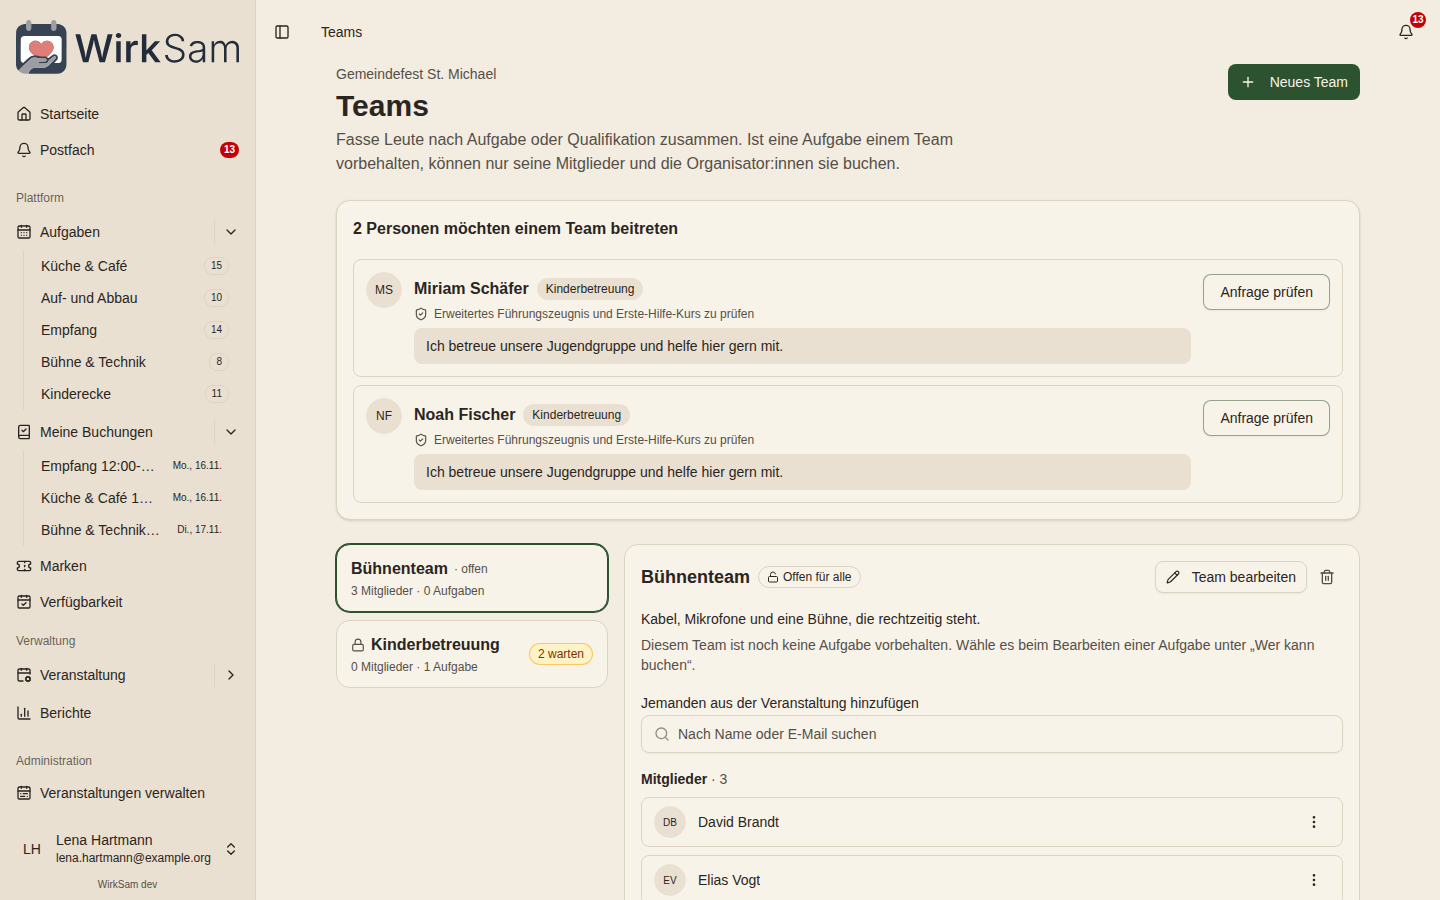 WirkSam
Startseite
Postfach 13
Plattform
Aufgaben
Küche & Café 15
Auf- und Abbau 10
Empfang 14
Bühne & Technik 8
Kinderecke 11
Meine Buchungen
Empfang 12:00-… Mo., 16.11.
Küche & Café 1… Mo., 16.11.
Bühne & Technik… Di., 17.11.
Marken
Verfügbarkeit
Verwaltung
Veranstaltung
Berichte
Administration
Veranstaltungen verwalten
LH
Lena Hartmann
lena.hartmann@example.org
WirkSam dev
Teams
13
Gemeindefest St. Michael
Teams
Fasse Leute nach Aufgabe oder Qualifikation zusammen. Ist eine Aufgabe einem Team
vorbehalten, können nur seine Mitglieder und die Organisator:innen sie buchen.
Neues Team
2 Personen möchten einem Team beitreten
MS
Miriam Schäfer Kinderbetreuung
Erweitertes Führungszeugnis und Erste-Hilfe-Kurs zu prüfen
Ich betreue unsere Jugendgruppe und helfe hier gern mit.
Anfrage prüfen
NF
Noah Fischer Kinderbetreuung
Erweitertes Führungszeugnis und Erste-Hilfe-Kurs zu prüfen
Ich betreue unsere Jugendgruppe und helfe hier gern mit.
Anfrage prüfen
Bühnenteam · offen
3 Mitglieder · 0 Aufgaben
Kinderbetreuung
0 Mitglieder · 1 Aufgabe
2 warten
Bühnenteam Offen für alle
Team bearbeiten
Kabel, Mikrofone und eine Bühne, die rechtzeitig steht.
Diesem Team ist noch keine Aufgabe vorbehalten. Wähle es beim Bearbeiten einer Aufgabe unter „Wer kann
buchen“.
Jemanden aus der Veranstaltung hinzufügen
Nach Name oder E-Mail suchen
Mitglieder · 3
DB David Brandt
EV Elias Vogt